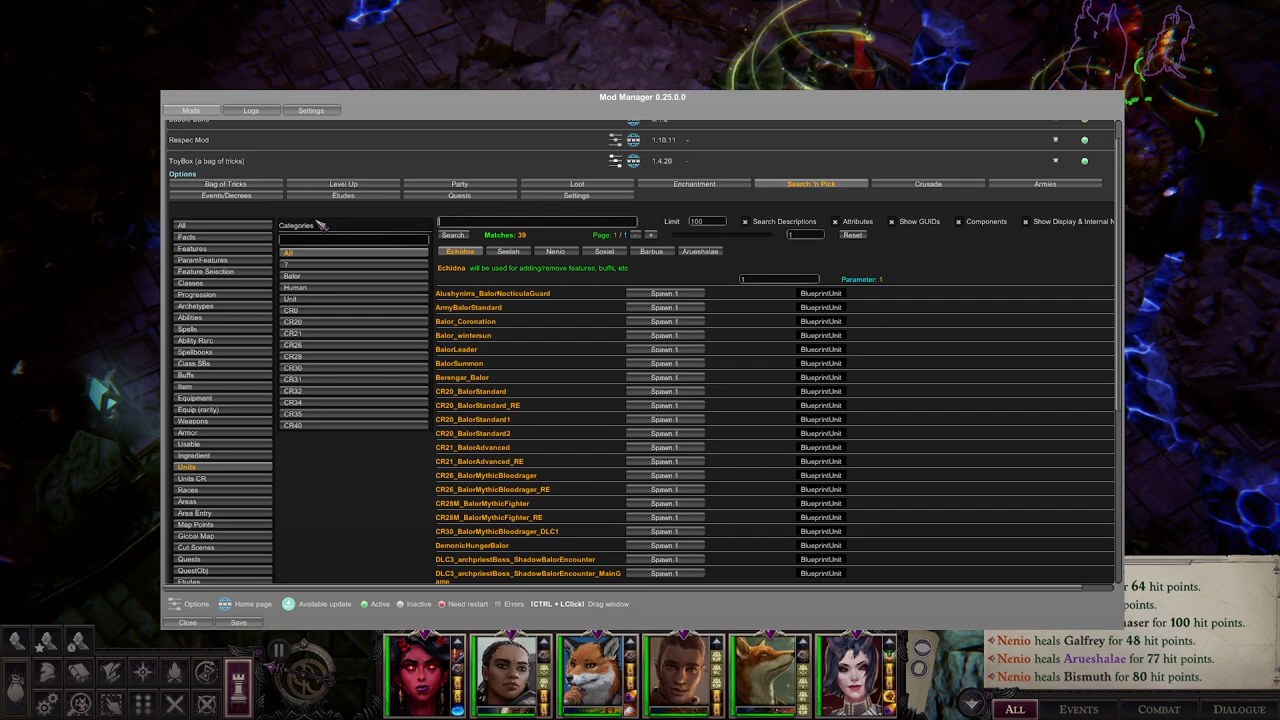 Mod Manager 0.25.0.0
Mods Logs Settings
Respec Mod 1.10.11 -
ToyBox (a bag of tricks) 1.4.20 -
Options
Bag of Tricks Level Up Party Loot Enchantment Search 'n Pick Crusade Armies
Events/Decrees Etudes Quests Settings
All
Facts
Features
ParamFeatures
Feature Selection
Classes
Progression
Archetypes
Abilities
Spells
Ability Rsrc
Spellbooks
Class SBs
Buffs
Item
Equipment
Equip (rarity)
Weapons
Armor
Usable
Ingredient
Units
Units CR
Races
Areas
Area Entry
Map Points
Global Map
Cut Scenes
Quests
QuestObj
Etudes
Categories
All
?
Balor
Human
Unit
CR0
CR20
CR21
CR26
CR28
CR30
CR31
CR32
CR34
CR35
CR40
Limit 100 Search Descriptions Attributes Show GUIDs Components Show Display & Internal N
Search Matches: 39 Page: 1 / 1 - + 1 Reset
Echidna Seelah Nenio Sosiel Barbus Arueshalae
Echidna will be used for adding/remove features, buffs, etc
1 Parameter: 1
Alushynirra_BalorNocticulaGuard Spawn 1 BlueprintUnit
ArmyBalorStandard Spawn 1 BlueprintUnit
Balor_Coronation Spawn 1 BlueprintUnit
Balor_wintersun Spawn 1 BlueprintUnit
BalorLeader Spawn 1 BlueprintUnit
BalorSummon Spawn 1 BlueprintUnit
Berengar_Balor Spawn 1 BlueprintUnit
CR20_BalorStandard Spawn 1 BlueprintUnit
CR20_BalorStandard_RE Spawn 1 BlueprintUnit
CR20_BalorStandard1 Spawn 1 BlueprintUnit
CR20_BalorStandard2 Spawn 1 BlueprintUnit
CR21_BalorAdvanced Spawn 1 BlueprintUnit
CR21_BalorAdvanced_RE Spawn 1 BlueprintUnit
CR26_BalorMythicBloodrager Spawn 1 BlueprintUnit
CR26_BalorMythicBloodrager_RE Spawn 1 BlueprintUnit
CR28M_BalorMythicFighter Spawn 1 BlueprintUnit
CR28M_BalorMythicFighter_RE Spawn 1 BlueprintUnit
CR30_BalorMythicBloodrager_DLC1 Spawn 1 BlueprintUnit
DemonicHungerBalor Spawn 1 BlueprintUnit
DLC3_archpriestBoss_ShadowBalorEncounter Spawn 1 BlueprintUnit
DLC3_archpriestBoss_ShadowBalorEncounter_MainG Spawn 1 BlueprintUnit
ame
Options Home page Available update Active Inactive Need restart !!! Errors [CTRL + LClick] Drag window
Close Save
64 hit points.
points.
aser for 100 hit points.
Nenio heals Galfrey for 48 hit points.
Nenio heals Arueshalae for 77 hit points.
Nenio heals Bismuth for 80 hit points.
ALL EVENTS COMBAT DIALOGUE